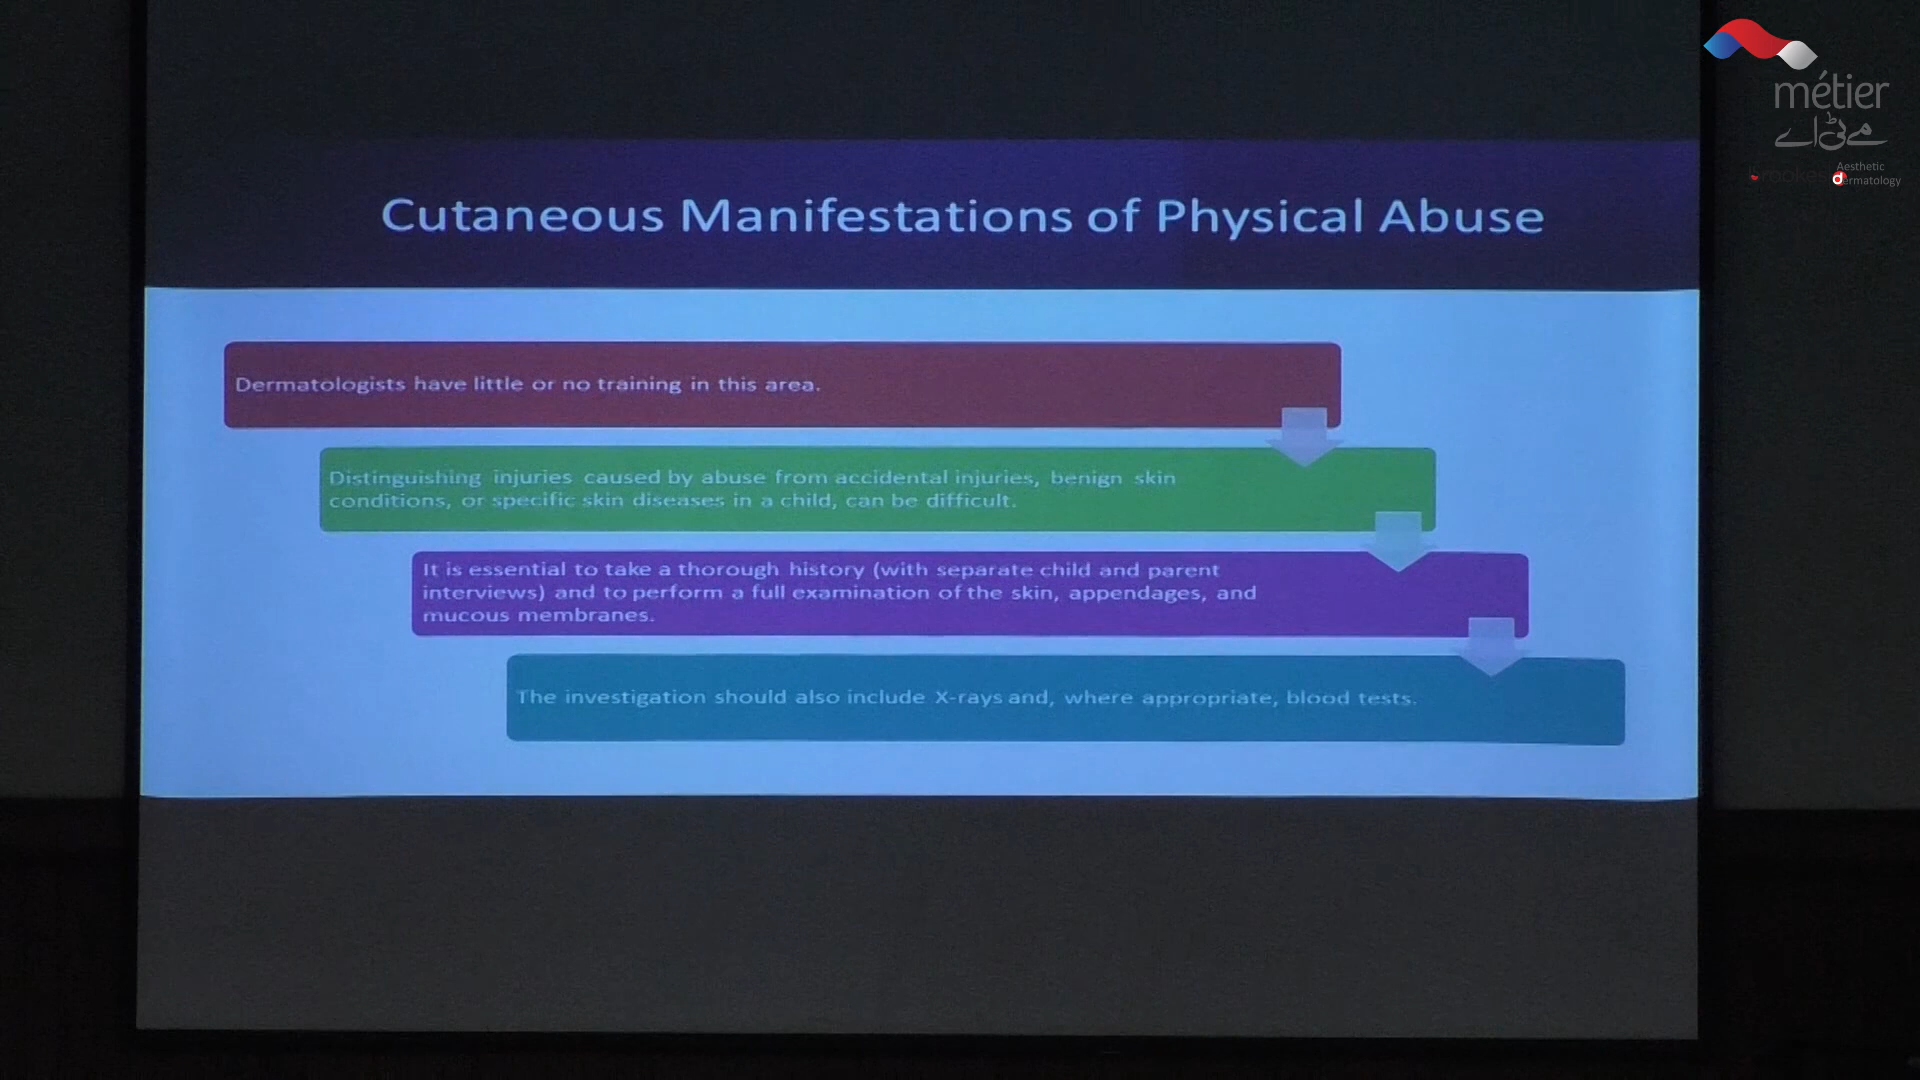 métier
میٹاے
Aesthetic
dermatology
Cutaneous Manifestations of Physical Abuse
Dermatologists have little or no training in this area.
Distinguishing injuries caused by abuse from accidental injuries, benign skin
conditions, or specific skin diseases in a child, can be difficult.
It is essential to take a thorough history (with separate child and parent
interviews) and to perform a full examination of the skin, appendages, and
mucous membranes.
The investigation should also include X-rays and, where appropriate, blood tests.